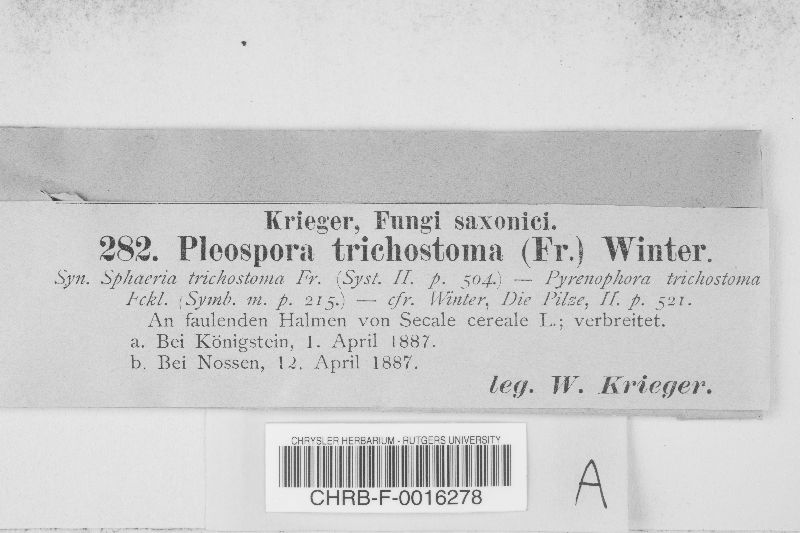 Krieger, Fungi saxonici.
282. Pleospora trichostoma (Fr.) Winter.
Syn. Sphaeria trichostoma Fr. (Syst. II. p. 504.) — Pyrenophora trichostoma
Fckl. (Symb. m. p. 215.) — cfr. Winter, Die Pilze, II. p. 521.
An faulenden Halmen von Secale cereale L.; verbreitet.
a. Bei Königstein, 1. April 1887.
b. Bei Nossen, 12. April 1887.
leg. W. Krieger.
CHRYSLER HERBARIUM - RUTGERS UNIVERSITY
CHRB-F-0016278
A